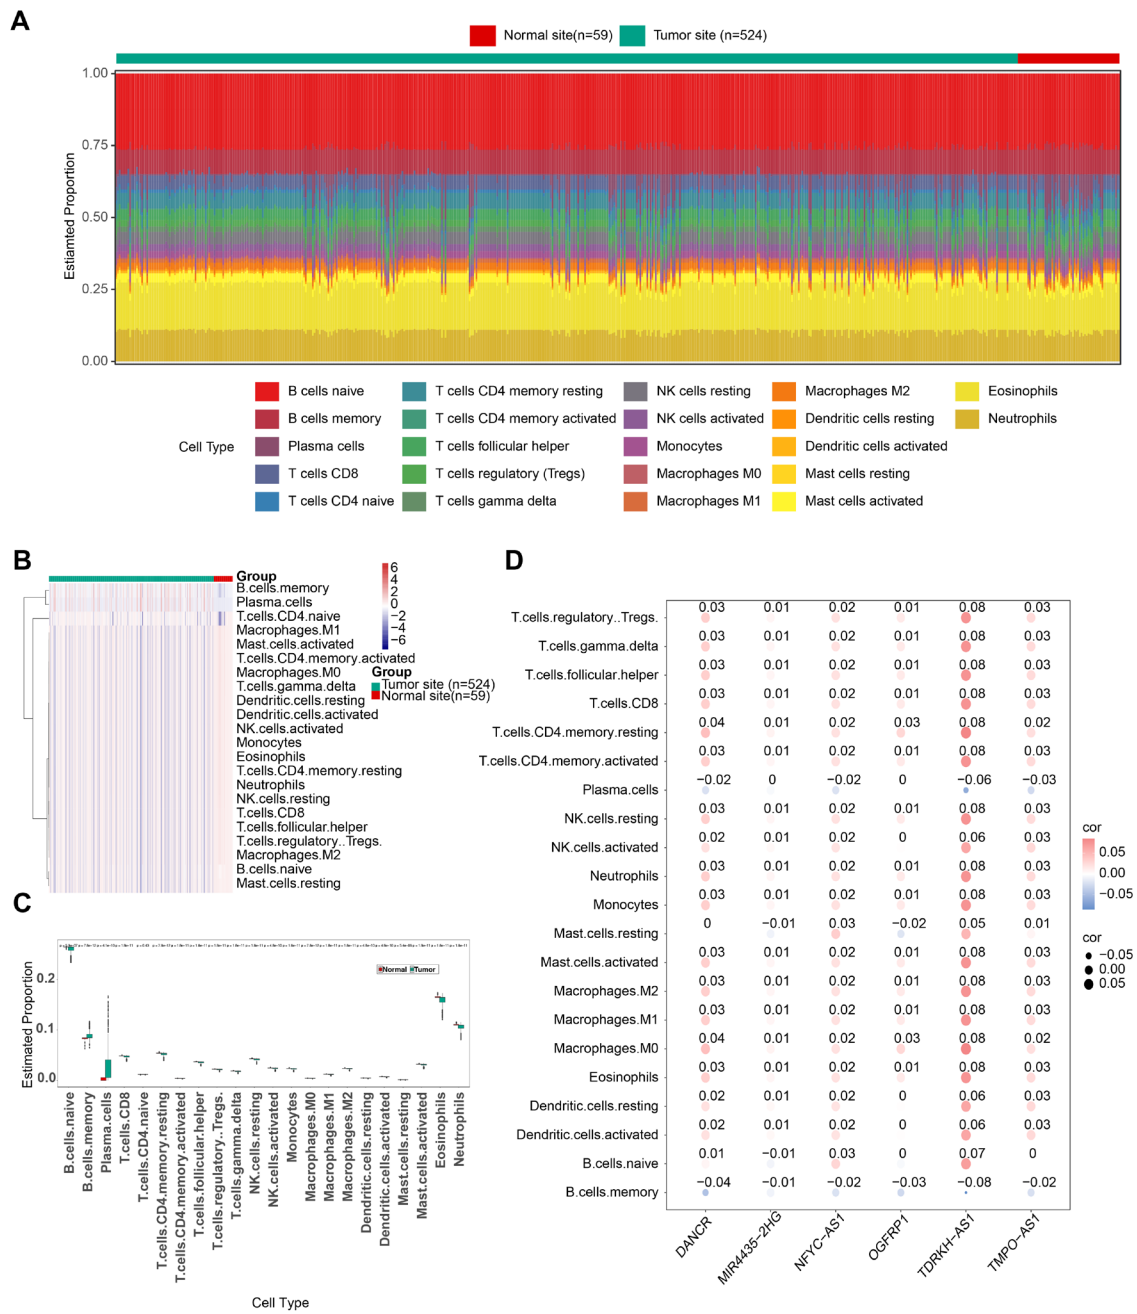 A
Normal site(n=59) Tumor site (n=524)
Estiamted Proportion
1.00
0.75
0.50
0.25
0.00
Cell Type
B cells naive T cells CD4 memory resting NK cells resting Macrophages M2 Eosinophils
B cells memory T cells CD4 memory activated NK cells activated Dendritic cells resting Neutrophils
Plasma cells T cells follicular helper Monocytes Dendritic cells activated
T cells CD8 T cells regulatory (Tregs) Macrophages M0 Mast cells resting
T cells CD4 naive T cells gamma delta Macrophages M1 Mast cells activated
B
Group
B.cells.memory
Plasma.cells
T.cells.CD4.naive
Macrophages.M1
Mast.cells.activated
T.cells.CD4.memory.activated
Macrophages.M0
T.cells.gamma.delta
Dendritic.cells.resting
Dendritic.cells.activated
NK.cells.activated
Monocytes
Eosinophils
T.cells.CD4.memory.resting
Neutrophils
NK.cells.resting
T.cells.CD8
T.cells.follicular.helper
T.cells.regulatory..Tregs.
Macrophages.M2
B.cells.naive
Mast.cells.resting
6
4
2
0
−2
−4
−6
Group
Tumor site (n=524)
Normal site(n=59)
C
Normal Tumor
Estimated Proportion
0.2
0.1
0.0
B.cells.naive
B.cells.memory
Plasma.cells
T.cells.CD8
T.cells.CD4.naive
T.cells.CD4.memory.resting
T.cells.CD4.memory.activated
T.cells.follicular.helper
T.cells.regulatory..Tregs.
T.cells.gamma.delta
NK.cells.resting
NK.cells.activated
Monocytes
Macrophages.M0
Macrophages.M1
Macrophages.M2
Dendritic.cells.resting
Dendritic.cells.activated
Mast.cells.resting
Mast.cells.activated
Eosinophils
Neutrophils
Cell Type
D
T.cells.regulatory..Tregs. 0.03 0.01 0.02 0.01 0.08 0.03
T.cells.gamma.delta 0.03 0.01 0.02 0.01 0.08 0.03
T.cells.follicular.helper 0.03 0.01 0.02 0.01 0.08 0.03
T.cells.CD8 0.03 0.01 0.02 0.01 0.08 0.03
T.cells.CD4.memory.resting 0.04 0.01 0.02 0.03 0.08 0.02
T.cells.CD4.memory.activated 0.03 0.01 0.02 0.01 0.08 0.03
Plasma.cells −0.02 0 −0.02 0 −0.06 −0.03
NK.cells.resting 0.03 0.01 0.02 0.01 0.08 0.03
NK.cells.activated 0.02 0.01 0.02 0 0.06 0.03
Neutrophils 0.03 0.01 0.02 0.01 0.08 0.03
Monocytes 0.03 0.01 0.02 0.01 0.08 0.03
Mast.cells.resting 0 −0.01 0.03 −0.02 0.05 0.01
Mast.cells.activated 0.03 0.01 0.02 0.01 0.08 0.03
Macrophages.M2 0.03 0.01 0.02 0.01 0.08 0.03
Macrophages.M1 0.03 0.01 0.02 0.01 0.08 0.03
Macrophages.M0 0.04 0.01 0.02 0.03 0.08 0.02
Eosinophils 0.03 0.01 0.02 0.01 0.08 0.03
Dendritic.cells.resting 0.02 0.01 0.02 0 0.06 0.03
Dendritic.cells.activated 0.02 0.01 0.02 0 0.06 0.03
B.cells.naive 0.01 −0.01 0.03 0 0.07 0
B.cells.memory −0.04 −0.01 −0.02 −0.03 −0.08 −0.02
DANCR MIR4435−2HG NFYC−AS1 OGFRP1 TDRKH−AS1 TMPO−AS1
cor
0.05
0.00
−0.05
cor
−0.05
0.00
0.05